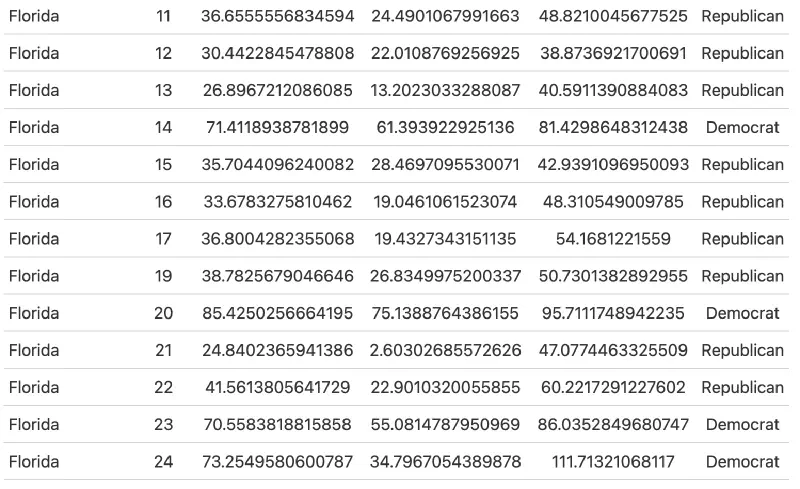 Florida 11 36.6555556834594 24.4901067991663 48.8210045677525 Republican
Florida 12 30.4422845478808 22.0108769256925 38.8736921700691 Republican
Florida 13 26.8967212086085 13.2023033288087 40.5911390884083 Republican
Florida 14 71.4118938781899 61.393922925136 81.4298648312438 Democrat
Florida 15 35.7044096240082 28.4697095530071 42.9391096950093 Republican
Florida 16 33.6783275810462 19.0461061523074 48.310549009785 Republican
Florida 17 36.8004282355068 19.4327343151135 54.1681221559 Republican
Florida 19 38.7825679046646 26.8349975200337 50.7301382892955 Republican
Florida 20 85.4250256664195 75.1388764386155 95.7111748942235 Democrat
Florida 21 24.8402365941386 2.60302685572626 47.0774463325509 Republican
Florida 22 41.5613805641729 22.9010320055855 60.2217291227602 Republican
Florida 23 70.5583818815858 55.0814787950969 86.0352849680747 Democrat
Florida 24 73.2549580600787 34.7967054389878 111.71321068117 Democrat